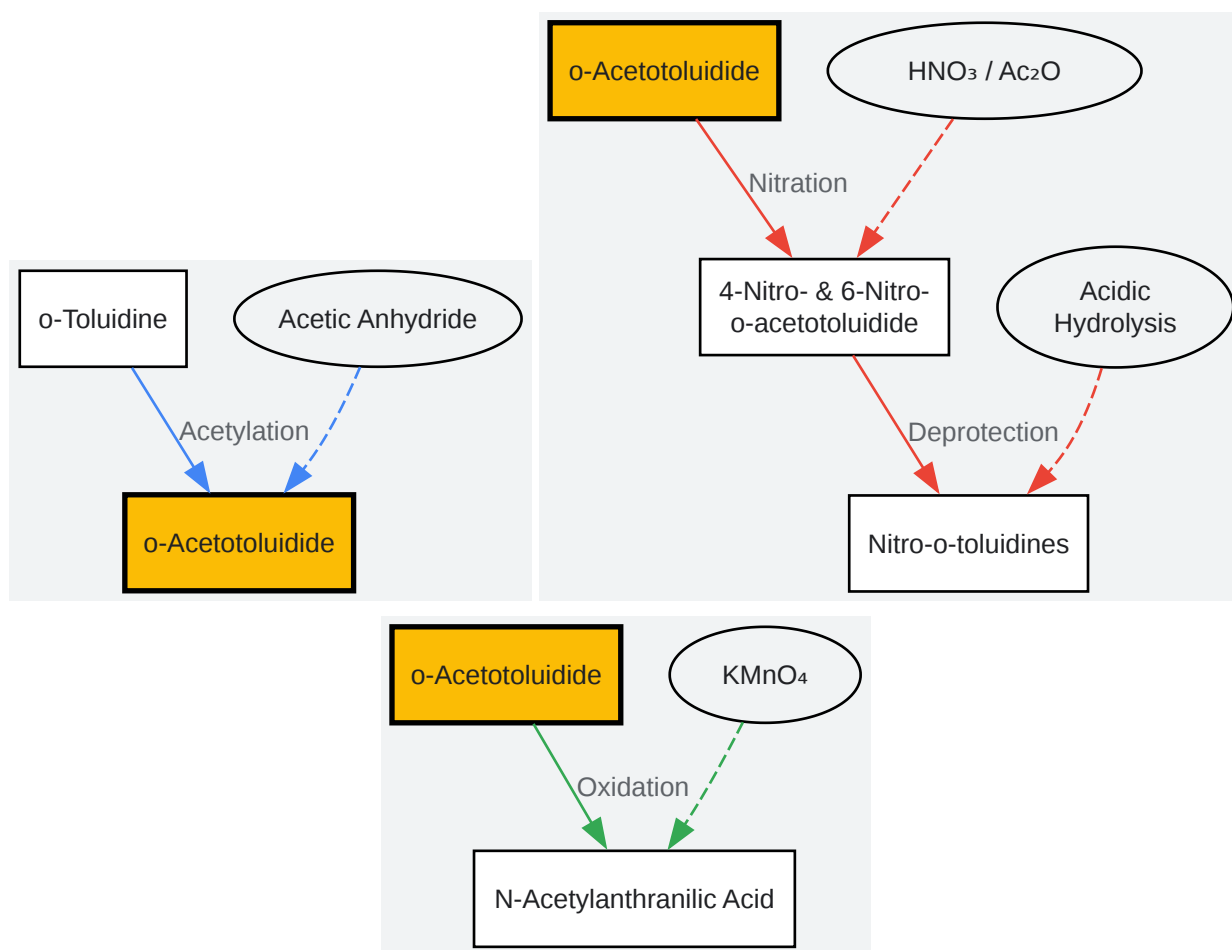 o-Acetotoluidide
HNO₃ / Ac₂O
Nitration
4-Nitro- & 6-Nitro-
o-acetotoluidide
Acidic
Hydrolysis
Deprotection
Nitro-o-toluidines
o-Toluidine
Acetic Anhydride
Acetylation
o-Acetotoluidide
o-Acetotoluidide
KMnO₄
Oxidation
N-Acetylanthranilic Acid